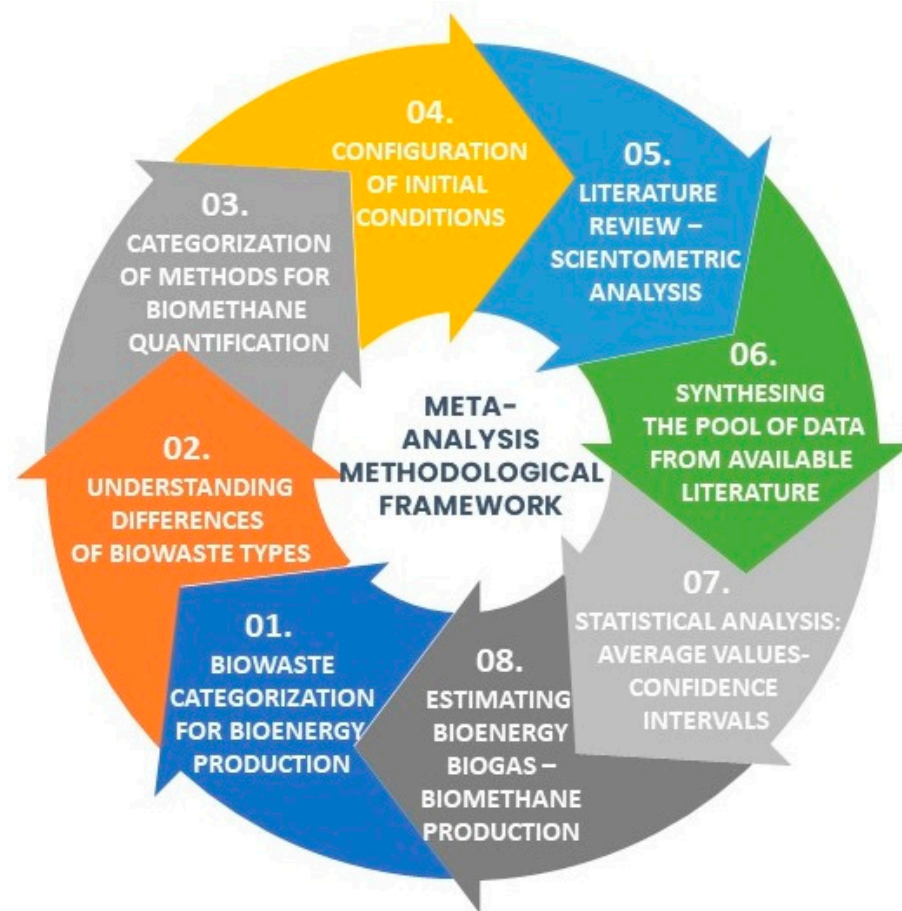 META-
ANALYSIS
METHODOLOGICAL
FRAMEWORK
01.
BIOWASTE
CATEGORIZATION
FOR BIOENERGY
PRODUCTION
02.
UNDERSTANDING
DIFFERENCES
OF BIOWASTE TYPES
03.
CATEGORIZATION
OF METHODS FOR
BIOMETHANE
QUANTIFICATION
04.
CONFIGURATION
OF INITIAL
CONDITIONS
05.
LITERATURE
REVIEW –
SCIENTOMETRIC
ANALYSIS
06.
SYNTHESING
THE POOL OF DATA
FROM AVAILABLE
LITERATURE
07.
STATISTICAL ANALYSIS:
AVERAGE VALUES-
CONFIDENCE
INTERVALS
08.
ESTIMATING
BIOENERGY
BIOGAS –
BIOMETHANE
PRODUCTION